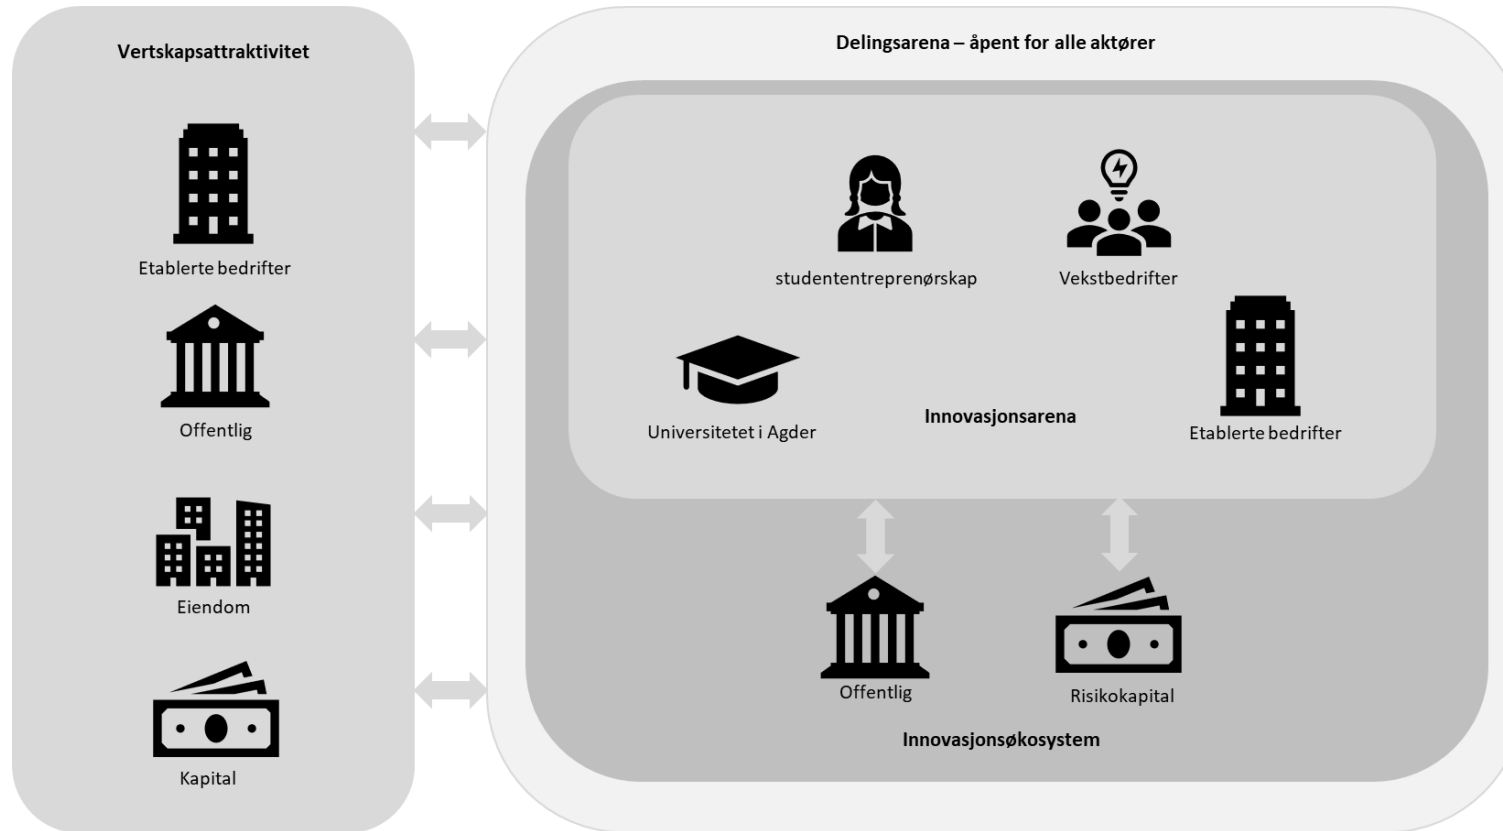 Vertskapsattraktivitet
Etablerte bedrifter
Offentlig
Eiendom
Kapital
Delingsarena – åpent for alle aktører
studententreprenørskap
Vekstbedrifter
Universitetet i Agder
Innovasjonsarena
Etablerte bedrifter
Offentlig
Risikokapital
Innovasjonsøkosystem